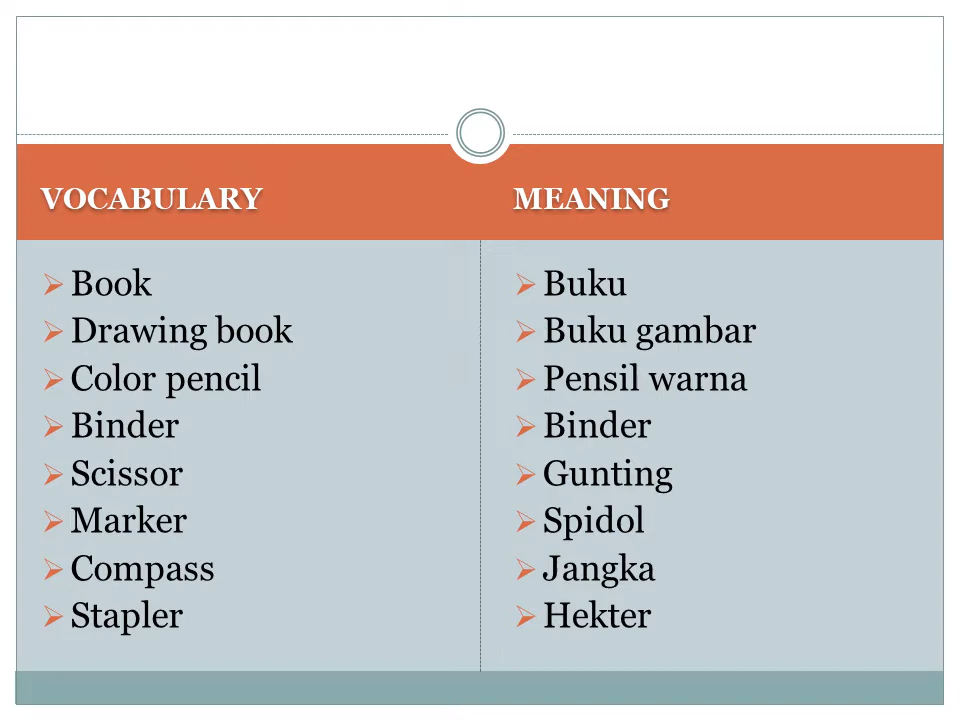 VOCABULARY
MEANING
Book
Drawing book
Color pencil
Binder
Scissor
Marker
Compass
Stapler
Buku
Buku gambar
Pensil warna
Binder
Gunting
Spidol
Jangka
Hekter